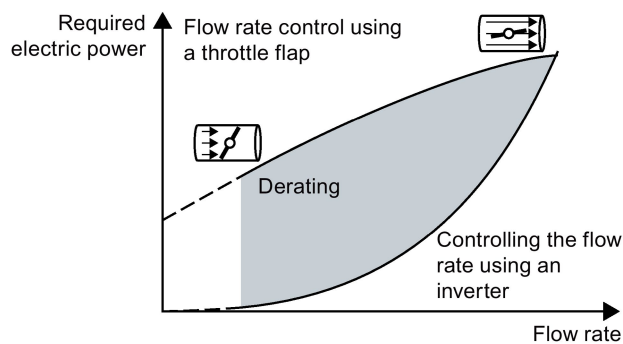 Required
electric power
Flow rate control using
a throttle flap
Derating
Controlling the flow
rate using an
inverter
Flow rate